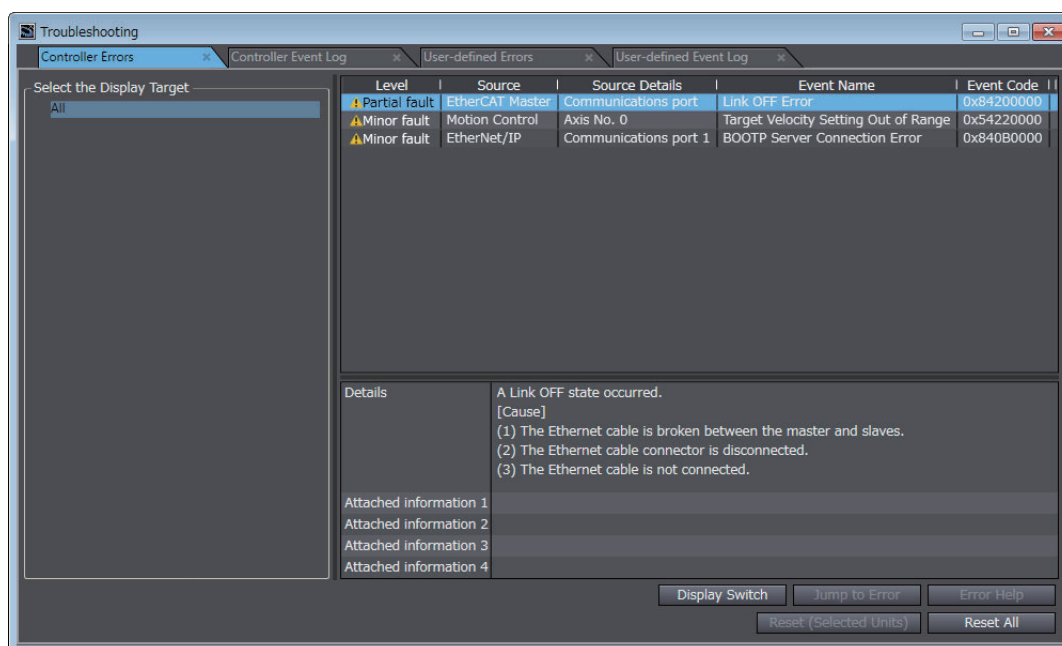 Troubleshooting
Controller Errors Controller Event Log User-defined Errors User-defined Event Log
Select the Display Target
All
Level Source Source Details Event Name Event Code
Partial fault EtherCAT Master Communications port Link OFF Error 0x84200000
Minor fault Motion Control Axis No. 0 Target Velocity Setting Out of Range 0x54220000
Minor fault EtherNet/IP Communications port 1 BOOTP Server Connection Error 0x840B0000
Details A Link OFF state occurred.
[Cause]
(1) The Ethernet cable is broken between the master and slaves.
(2) The Ethernet cable connector is disconnected.
(3) The Ethernet cable is not connected.
Attached information 1
Attached information 2
Attached information 3
Attached information 4
Display Switch Jump to Error Error Help
Reset (Selected Units) Reset All